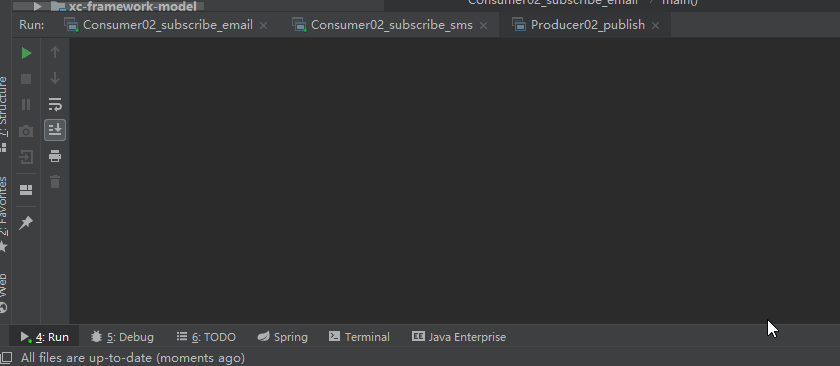 xc-framework-model
Consumer02_subscribe_email main()
Run: Consumer02_subscribe_email Consumer02_subscribe_sms Producer02_publish
7: Structure
2: Favorites
Web
4: Run 5: Debug 6: TODO Spring Terminal Java Enterprise
All files are up-to-date (moments ago)